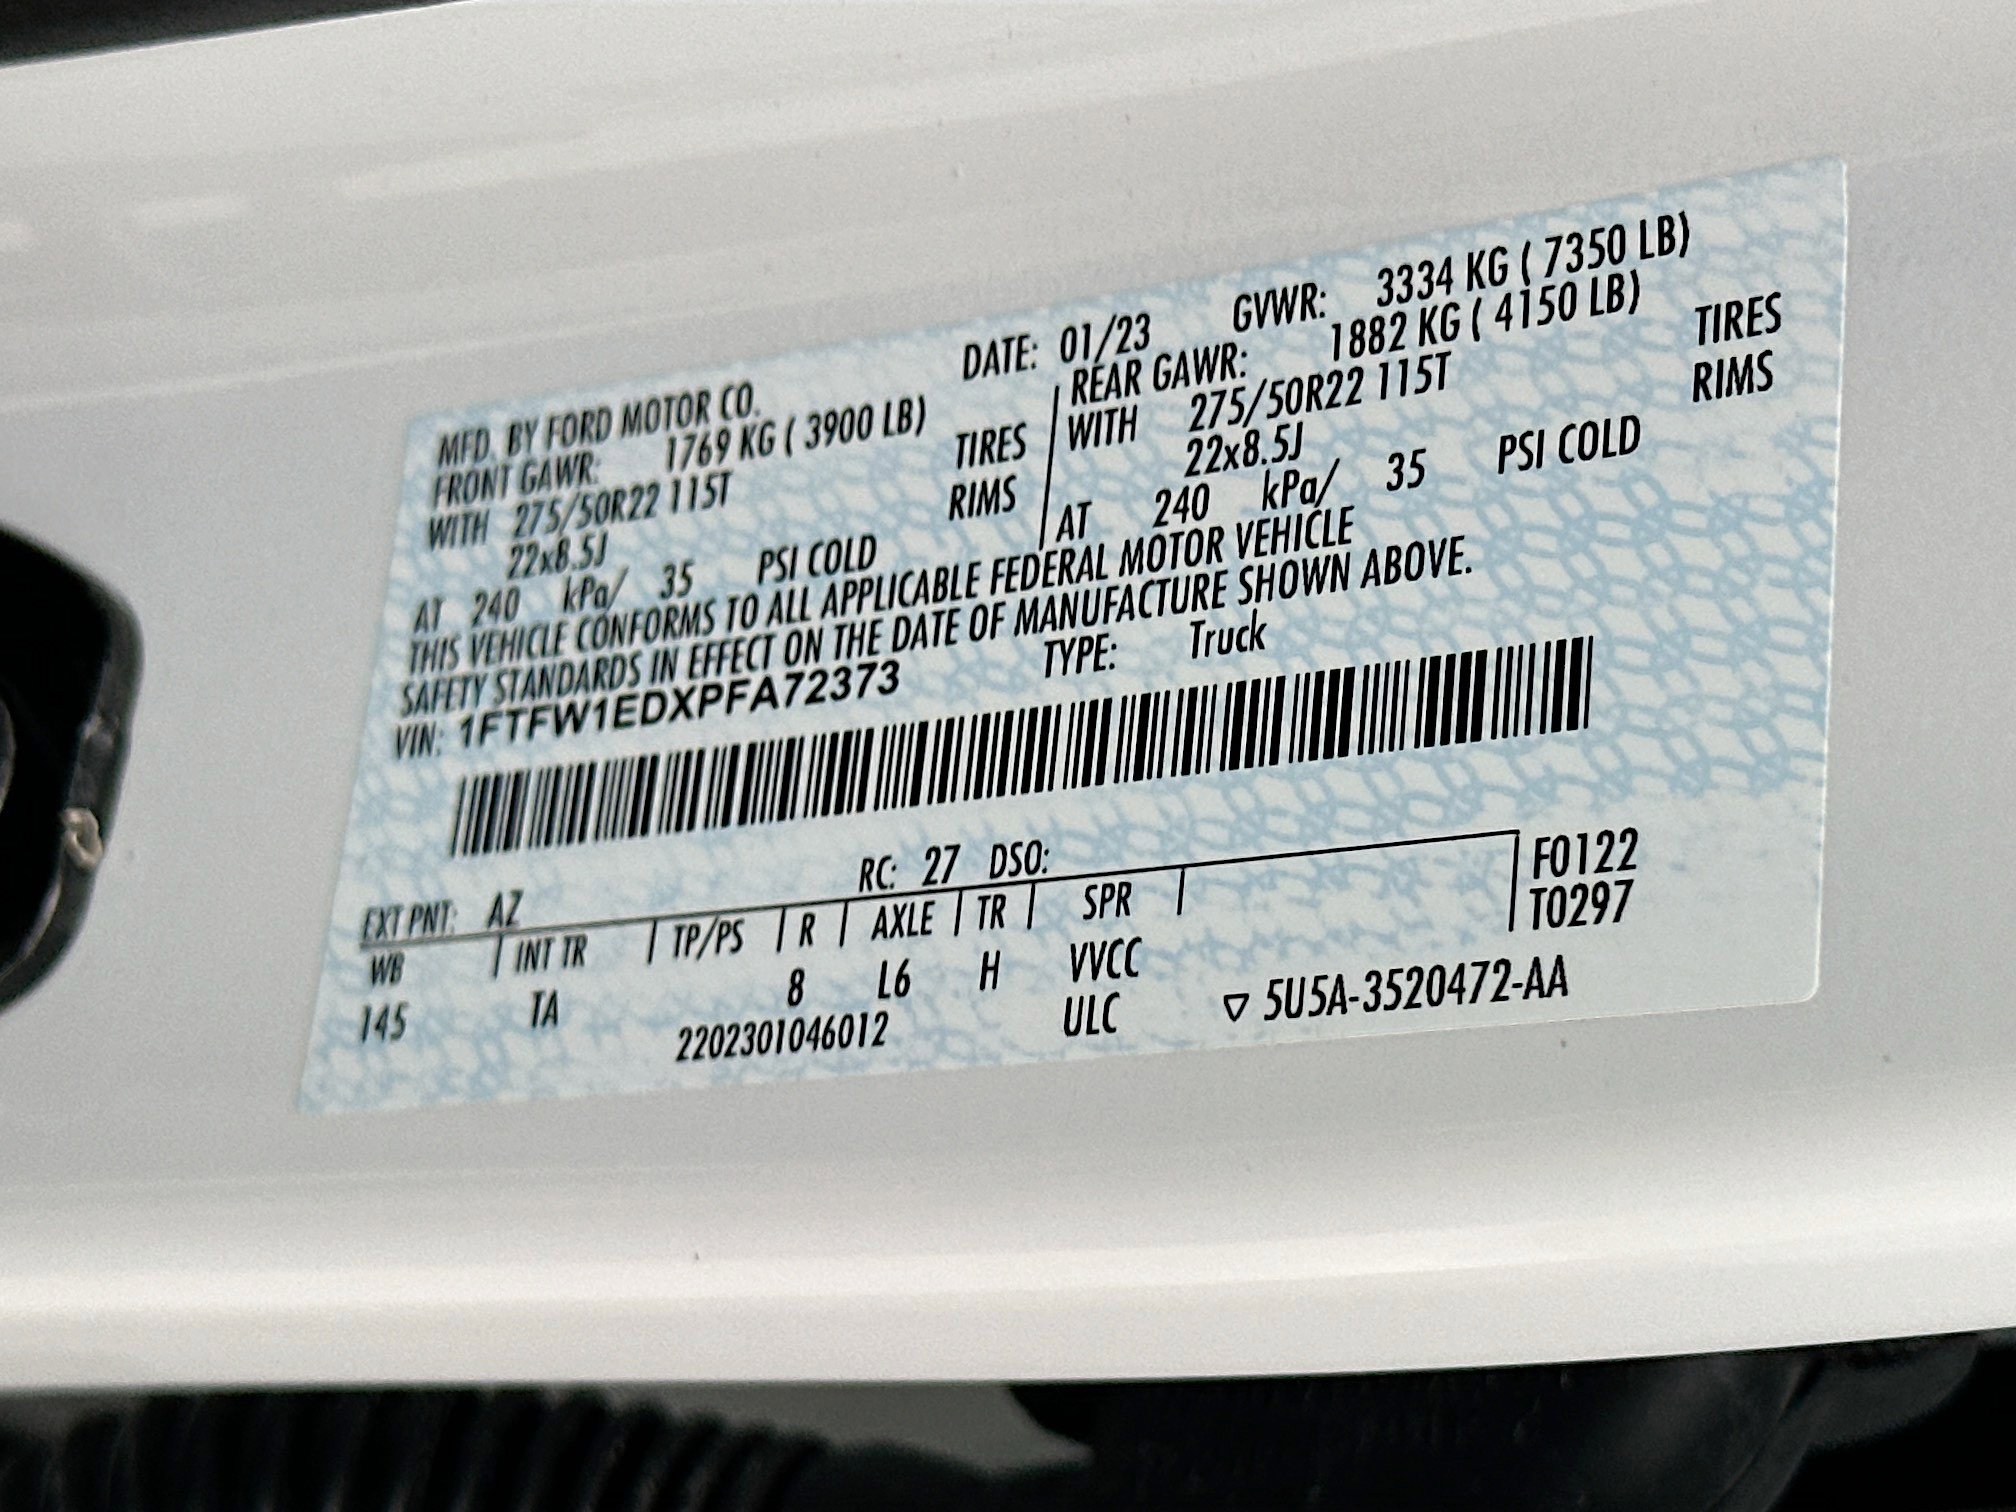 MFD. BY FORD MOTOR CO. DATE: 01/23 GVWR: 3334 KG ( 7350 LB)
FRONT GAWR: 1769 KG ( 3900 LB) REAR GAWR: 1882 KG ( 4150 LB)
WITH 275/50R22 115T TIRES WITH 275/50R22 115T TIRES
22x8.5J RIMS 22x8.5J RIMS
AT 240 kPa/ 35 PSI COLD AT 240 kPa/ 35 PSI COLD
THIS VEHICLE CONFORMS TO ALL APPLICABLE FEDERAL MOTOR VEHICLE
SAFETY STANDARDS IN EFFECT ON THE DATE OF MANUFACTURE SHOWN ABOVE.
VIN: 1FTFW1EDXPFA72373 TYPE: Truck
EXT PNT: AZ RC: 27 DSO: F0122
WB INT TR TP/PS R AXLE TR SPR T0297
145 TA 8 L6 H VVCC
2202301046012 ULC ▽ 5U5A-3520472-AA